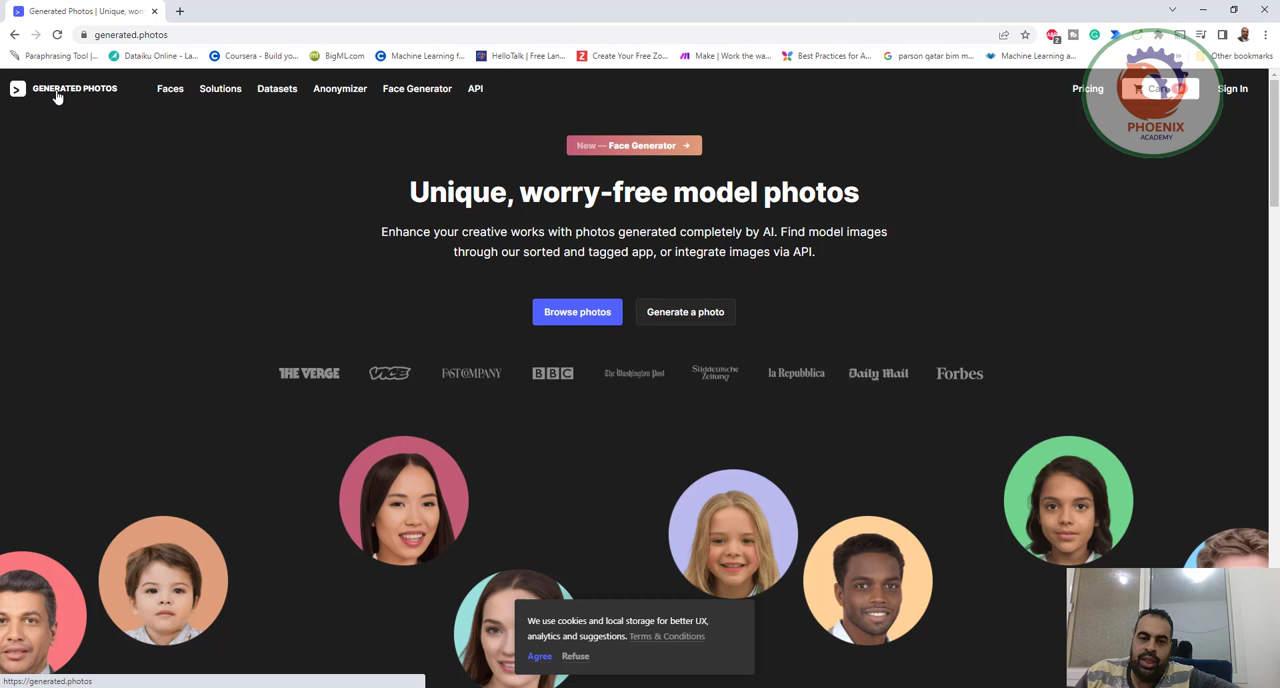 Generated Photos | Unique, worr
generated.photos
Paraphrasing Tool |...
Dataiku Online - La...
Coursera - Build yo...
BigML.com
Machine Learning f...
HelloTalk | Free Lan...
Create Your Free Zo...
Make | Work the wa...
Best Practices for A...
parson qatar bim m...
Machine Learning a...
Other bookmarks
GENERATED PHOTOS
Faces
Solutions
Datasets
Anonymizer
Face Generator
API
Pricing
Cart
Sign In
PHOENIX
ACADEMY
New — Face Generator →
Unique, worry-free model photos
Enhance your creative works with photos generated completely by AI. Find model images
through our sorted and tagged app, or integrate images via API.
Browse photos
Generate a photo
THE VERGE
VICE
FAST COMPANY
BBC
The Washington Post
Süddeutsche
Zeitung
la Repubblica
Daily Mail
Forbes
We use cookies and local storage for better UX,
analytics and suggestions. Terms & Conditions
Agree
Refuse
https://generated.photos